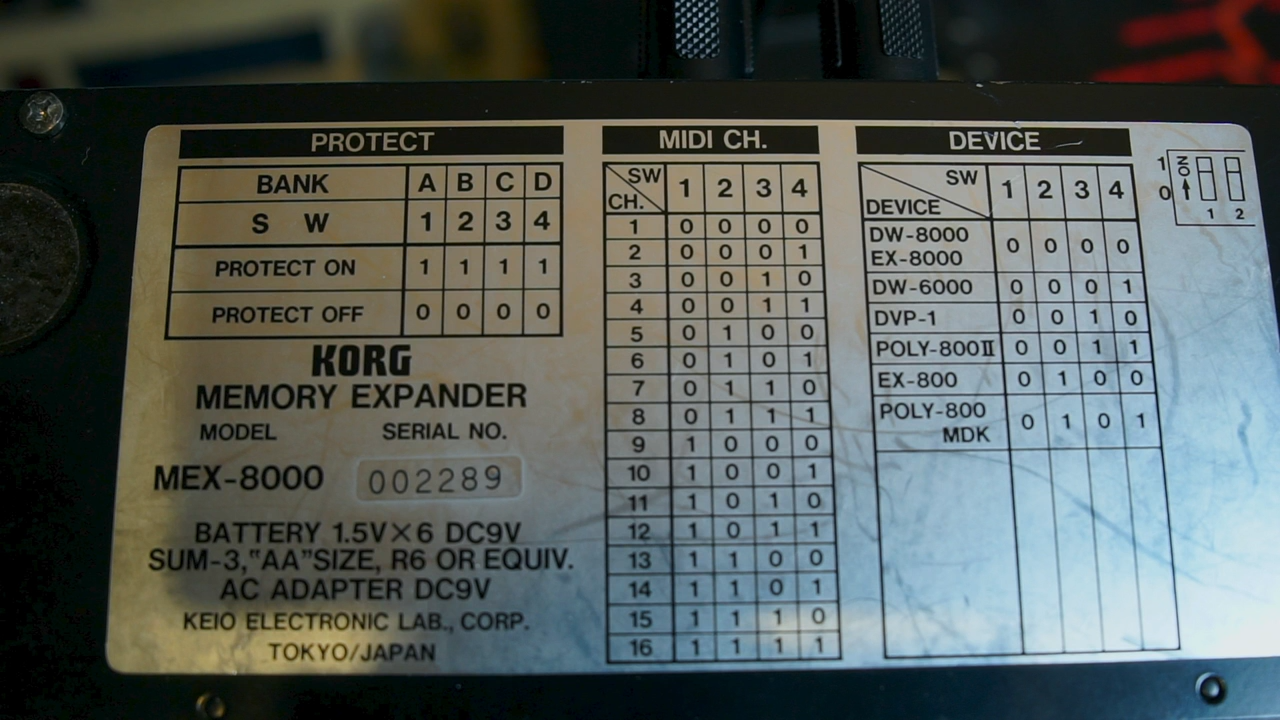 PROTECT
BANK A B C D
S W 1 2 3 4
PROTECT ON 1 1 1 1
PROTECT OFF 0 0 0 0
KORG
MEMORY EXPANDER
MODEL SERIAL NO.
MEX-8000 002289
BATTERY 1.5V×6 DC9V
SUM-3,"AA"SIZE, R6 OR EQUIV.
AC ADAPTER DC9V
KEIO ELECTRONIC LAB., CORP.
TOKYO/JAPAN
MIDI CH.
SW
CH. 1 2 3 4
1 0 0 0 0
2 0 0 0 1
3 0 0 1 0
4 0 0 1 1
5 0 1 0 0
6 0 1 0 1
7 0 1 1 0
8 0 1 1 1
9 1 0 0 0
10 1 0 0 1
11 1 0 1 0
12 1 0 1 1
13 1 1 0 0
14 1 1 0 1
15 1 1 1 0
16 1 1 1 1
DEVICE
SW
DEVICE 1 2 3 4
DW-8000
EX-8000 0 0 0 0
DW-6000 0 0 0 1
DVP-1 0 0 1 0
POLY-800Ⅱ 0 0 1 1
EX-800 0 1 0 0
POLY-800
MDK 0 1 0 1
1 ON
0
1 2